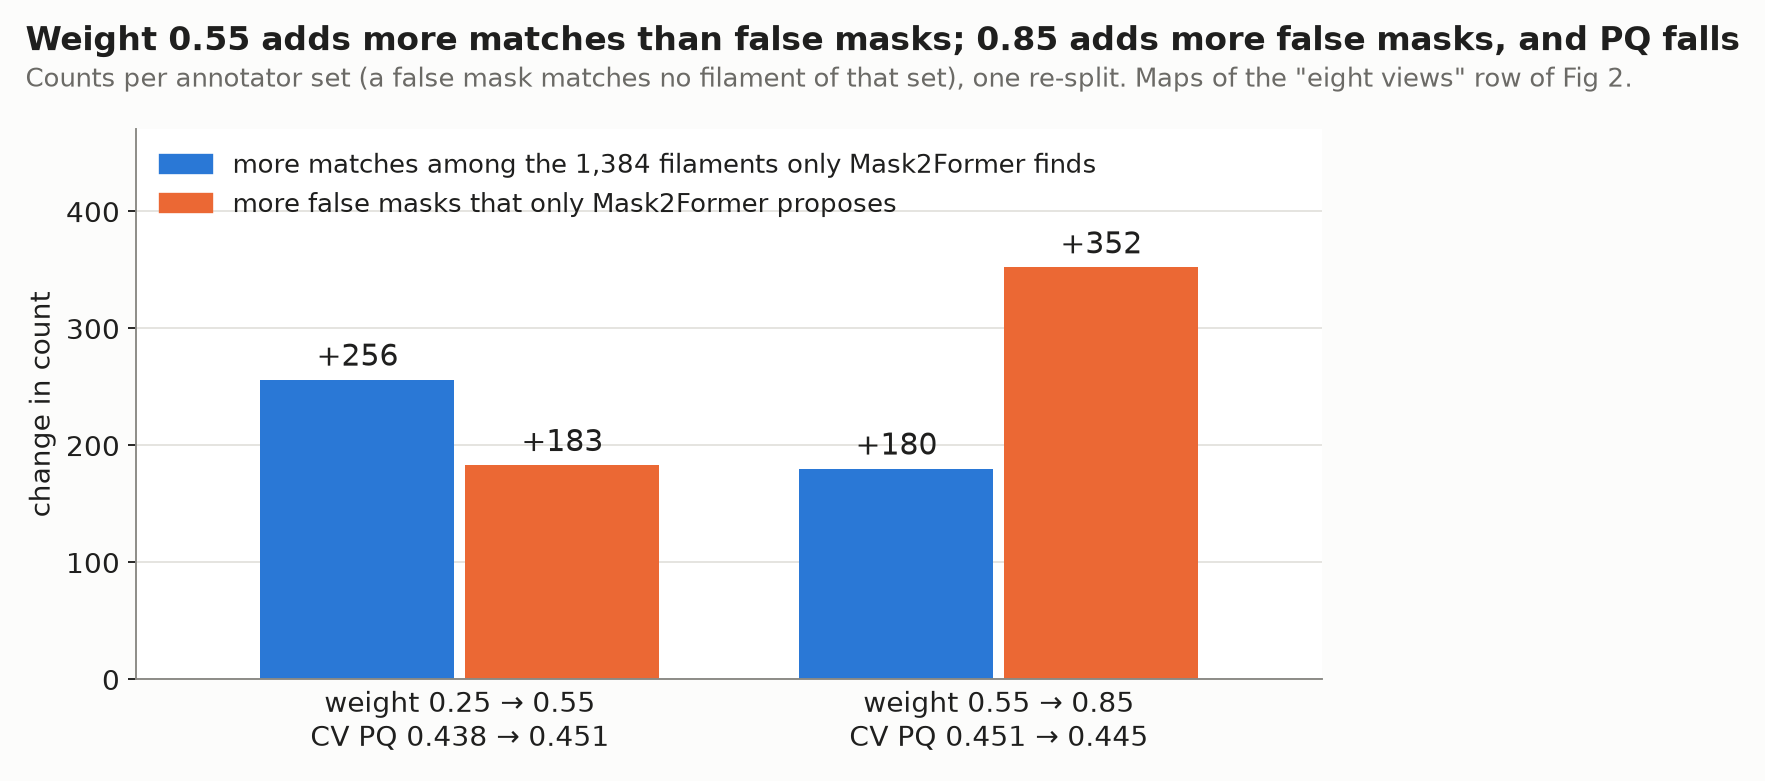 Weight 0.55 adds more matches than false masks; 0.85 adds more false masks, and PQ falls
Counts per annotator set (a false mask matches no filament of that set), one re-split. Maps of the "eight views" row of Fig 2.
more matches among the 1,384 filaments only Mask2Former finds
more false masks that only Mask2Former proposes
change in count
400
300
200
100
0
+256
+183
+180
+352
weight 0.25 → 0.55
CV PQ 0.438 → 0.451
weight 0.55 → 0.85
CV PQ 0.451 → 0.445